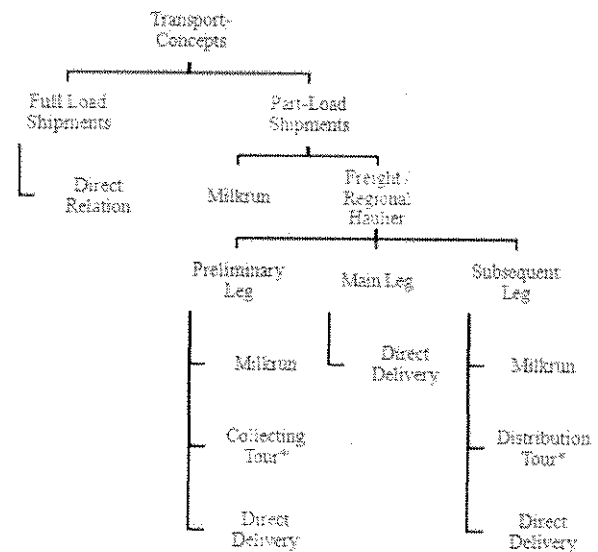 Transport-
Concepts
Full Load
Shipments
Part-Load
Shipments
Direct
Relation
Milkrun
Freight /
Regional
Haulier
Preliminary
Leg
Main Leg
Subsequent
Leg
Milkrun
Direct
Delivery
Milkrun
Collecting
Tour*
Distribution
Tour*
Direct
Delivery
Direct
Delivery